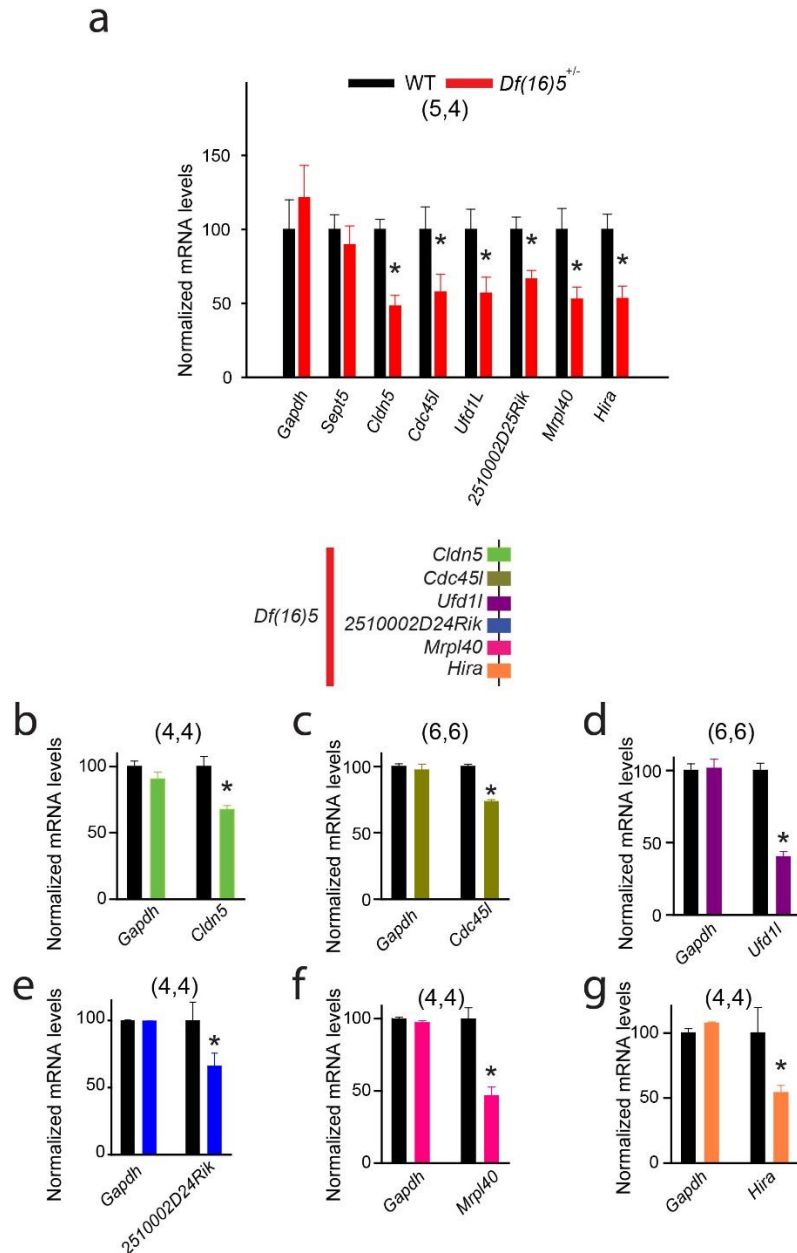 a
WT Df(16)5+/-
(5,4)
Normalized mRNA levels
150
100
50
0
Gapdh
Sept5
Cldn5
Cdc45l
Ufd1L
2510002D25Rik
Mrpl40
Hira
* * * * * *
Df(16)5
Cldn5
Cdc45l
Ufd1l
2510002D24Rik
Mrpl40
Hira
b
(4,4)
Normalized mRNA levels
100
50
0
*
Gapdh
Cldn5
c
(6,6)
Normalized mRNA levels
100
50
0
*
Gapdh
Cdc45l
d
(6,6)
Normalized mRNA levels
100
50
0
*
Gapdh
Ufd1l
e
(4,4)
Normalized mRNA levels
100
50
0
*
Gapdh
2510002D24Rik
f
(4,4)
Normalized mRNA levels
100
50
0
*
Gapdh
Mrpl40
g
(4,4)
Normalized mRNA levels
100
50
0
*
Gapdh
Hira